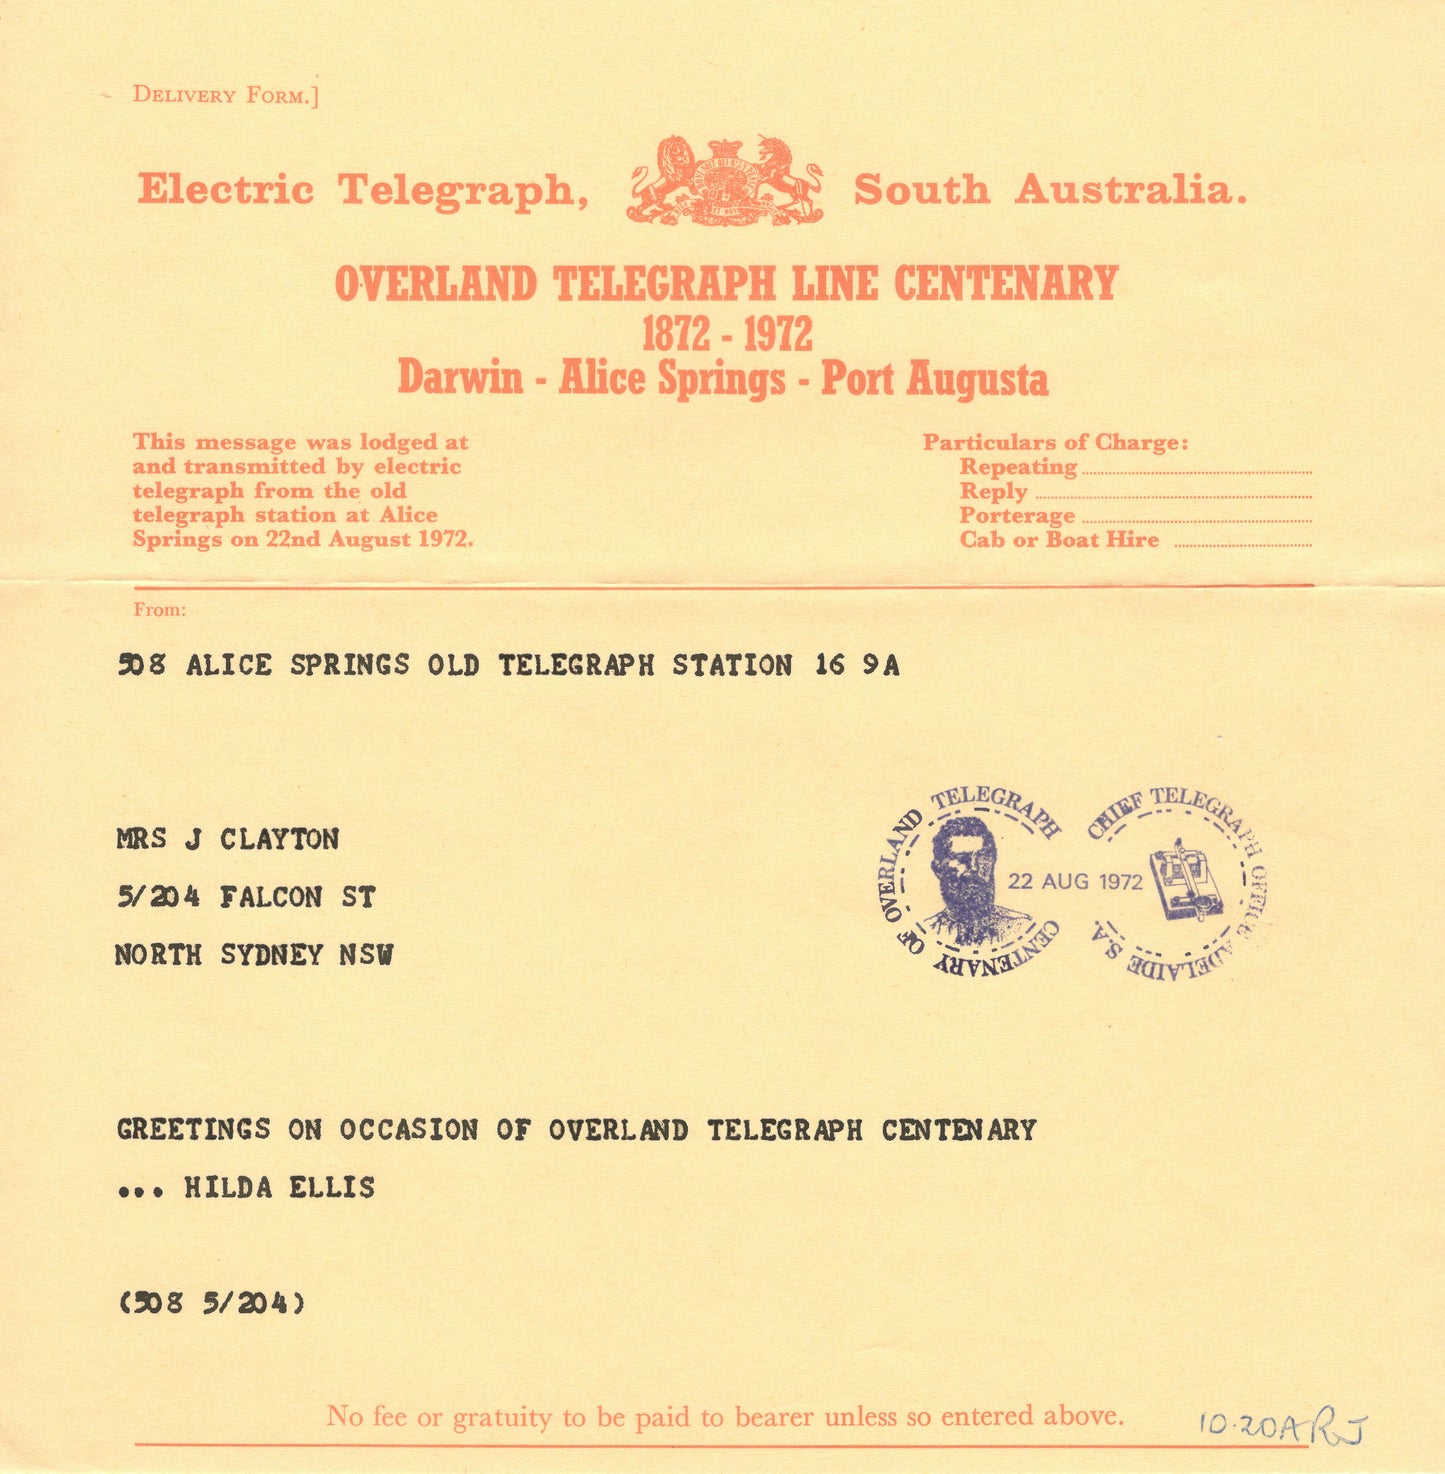 Delivery Form.]
Electric Telegraph, South Australia.
OVERLAND TELEGRAPH LINE CENTENARY
1872 - 1972
Darwin - Alice Springs - Port Augusta
This message was lodged at
and transmitted by electric
telegraph from the old
telegraph station at Alice
Springs on 22nd August 1972.
Particulars of Charge:
Repeating
Reply
Porterage
Cab or Boat Hire
From:
508 ALICE SPRINGS OLD TELEGRAPH STATION 16 9A
MRS J CLAYTON
5/204 FALCON ST
NORTH SYDNEY NSW
CENTENARY OF OVERLAND TELEGRAPH
22 AUG 1972
CHIEF TELEGRAPH OFFICE ADELAIDE S.A.
GREETINGS ON OCCASION OF OVERLAND TELEGRAPH CENTENARY
... HILDA ELLIS
(508 5/204)
No fee or gratuity to be paid to bearer unless so entered above.
10.20A RJ